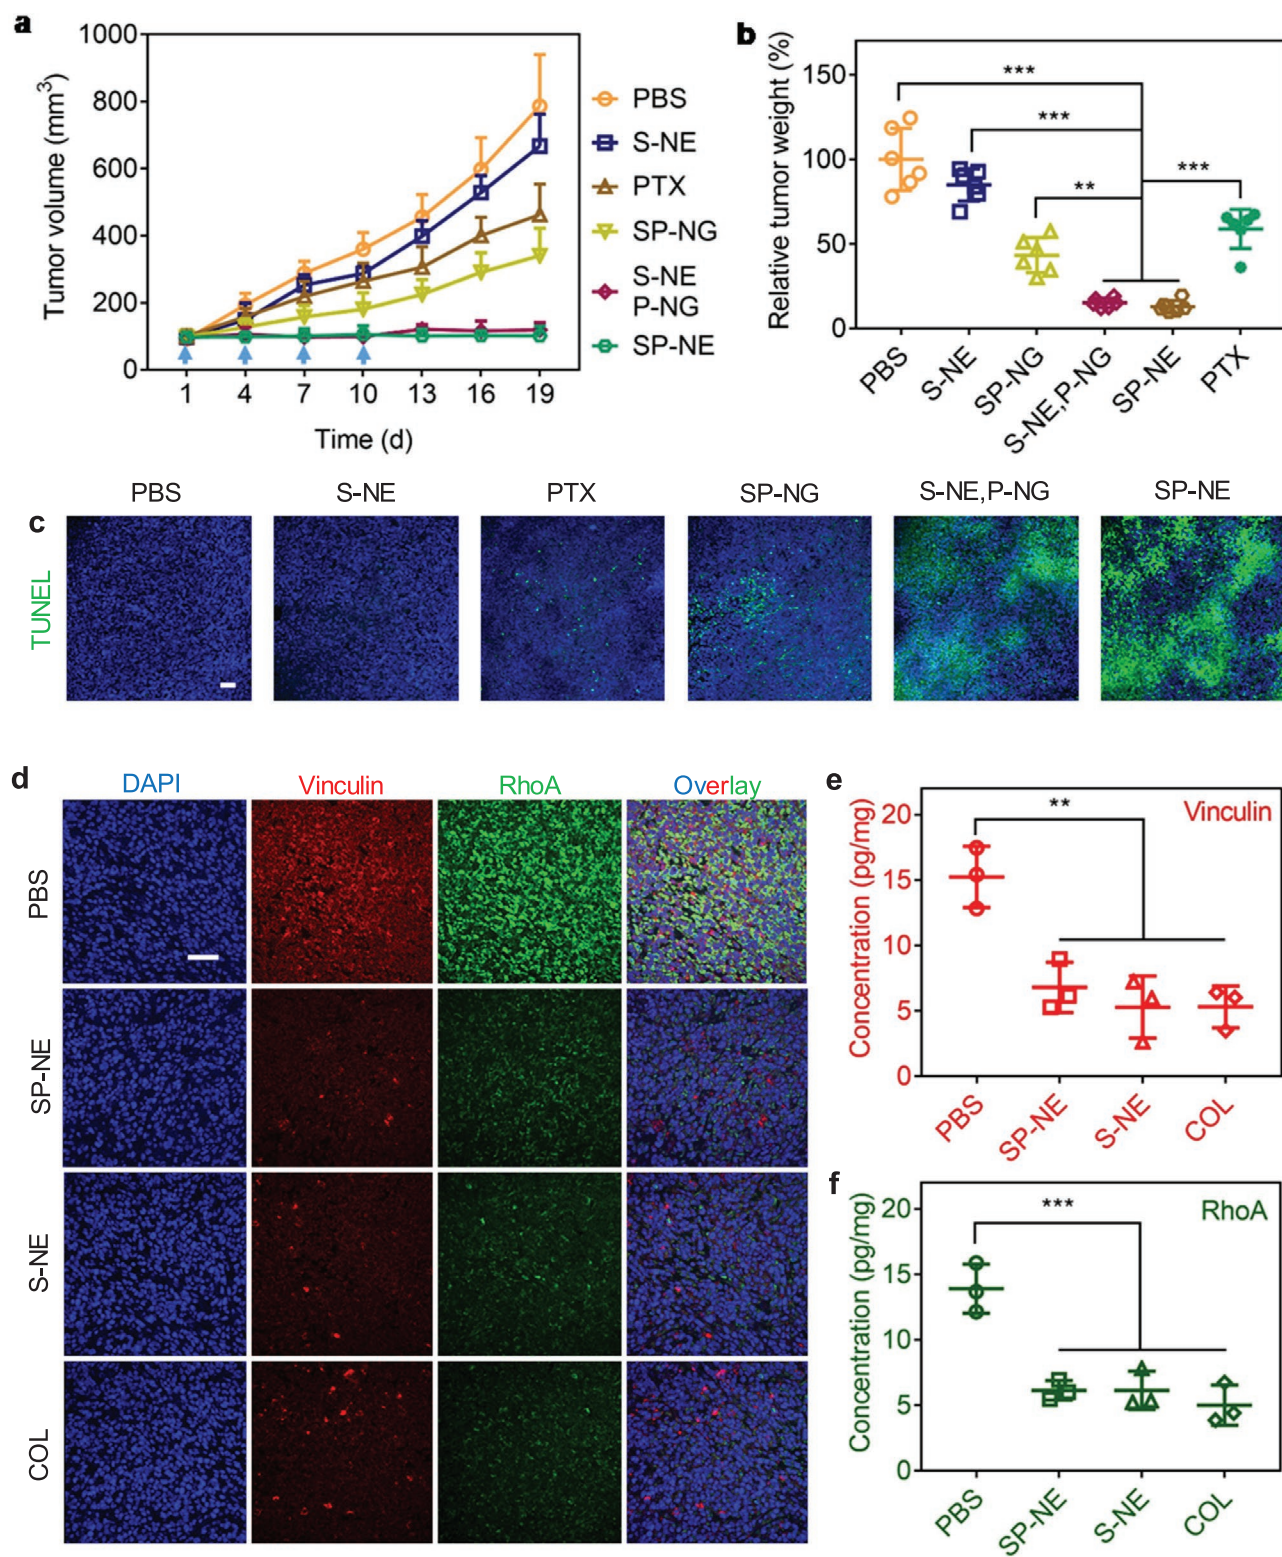 a
1000
800
600
400
200
0
Tumor volume (mm³)
1 4 7 10 13 16 19
Time (d)
PBS
S-NE
PTX
SP-NG
S-NE
P-NG
SP-NE
b
Relative tumor weight (%)
150
100
50
0
***
***
***
**
PBS
S-NE
SP-NG
S-NE,P-NG
SP-NE
PTX
c
PBS S-NE PTX SP-NG S-NE,P-NG SP-NE
TUNEL
d
DAPI Vinculin RhoA Overlay
PBS
SP-NE
S-NE
COL
e
Concentration (pg/mg)
20
15
10
5
0
**
Vinculin
PBS
SP-NE
S-NE
COL
f
Concentration (pg/mg)
20
15
10
5
0
***
RhoA
PBS
SP-NE
S-NE
COL